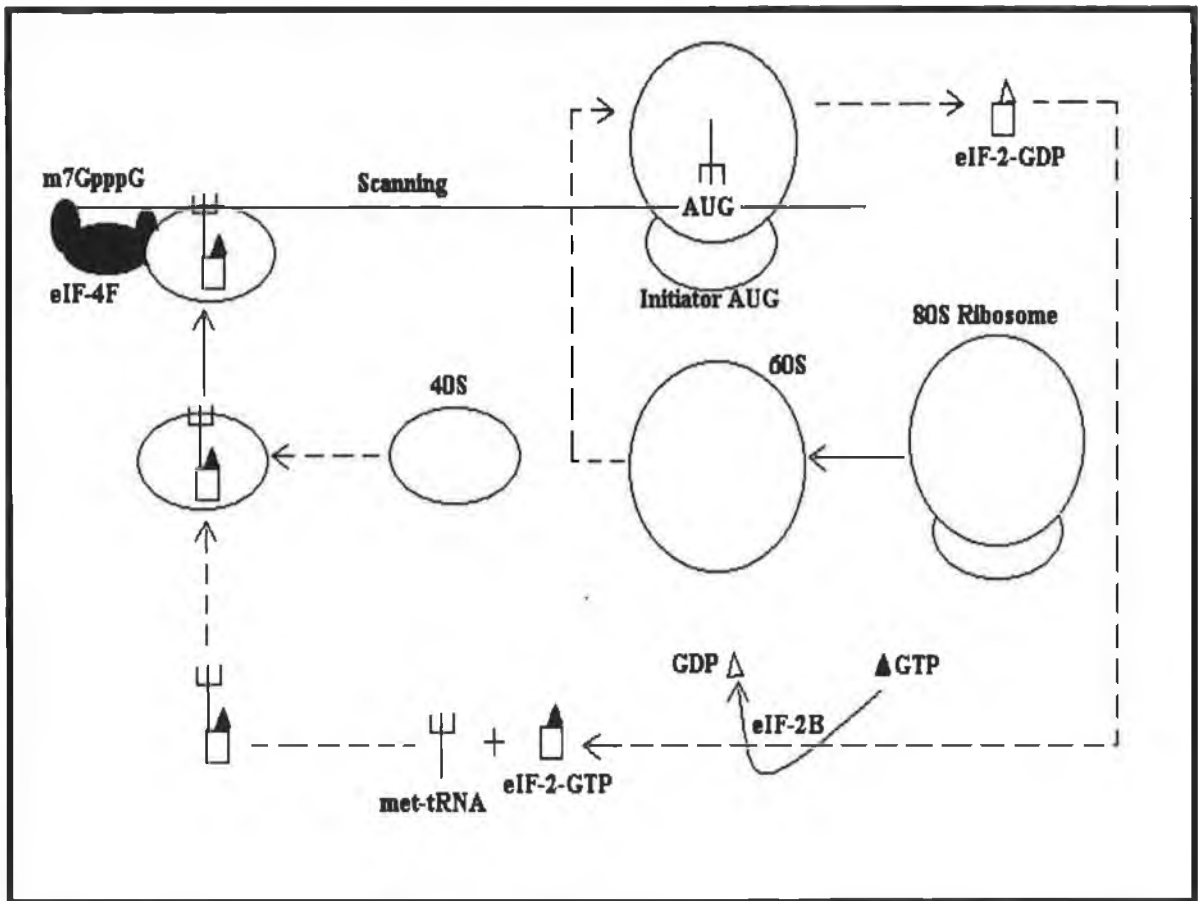 m7GpppG
Scanning
AUG
eIF-2-GDP
eIF-4F
Initiator AUG
80S Ribosome
40S
60S
GDP
GTP
eIF-2B
+
met-tRNA
eIF-2-GTP